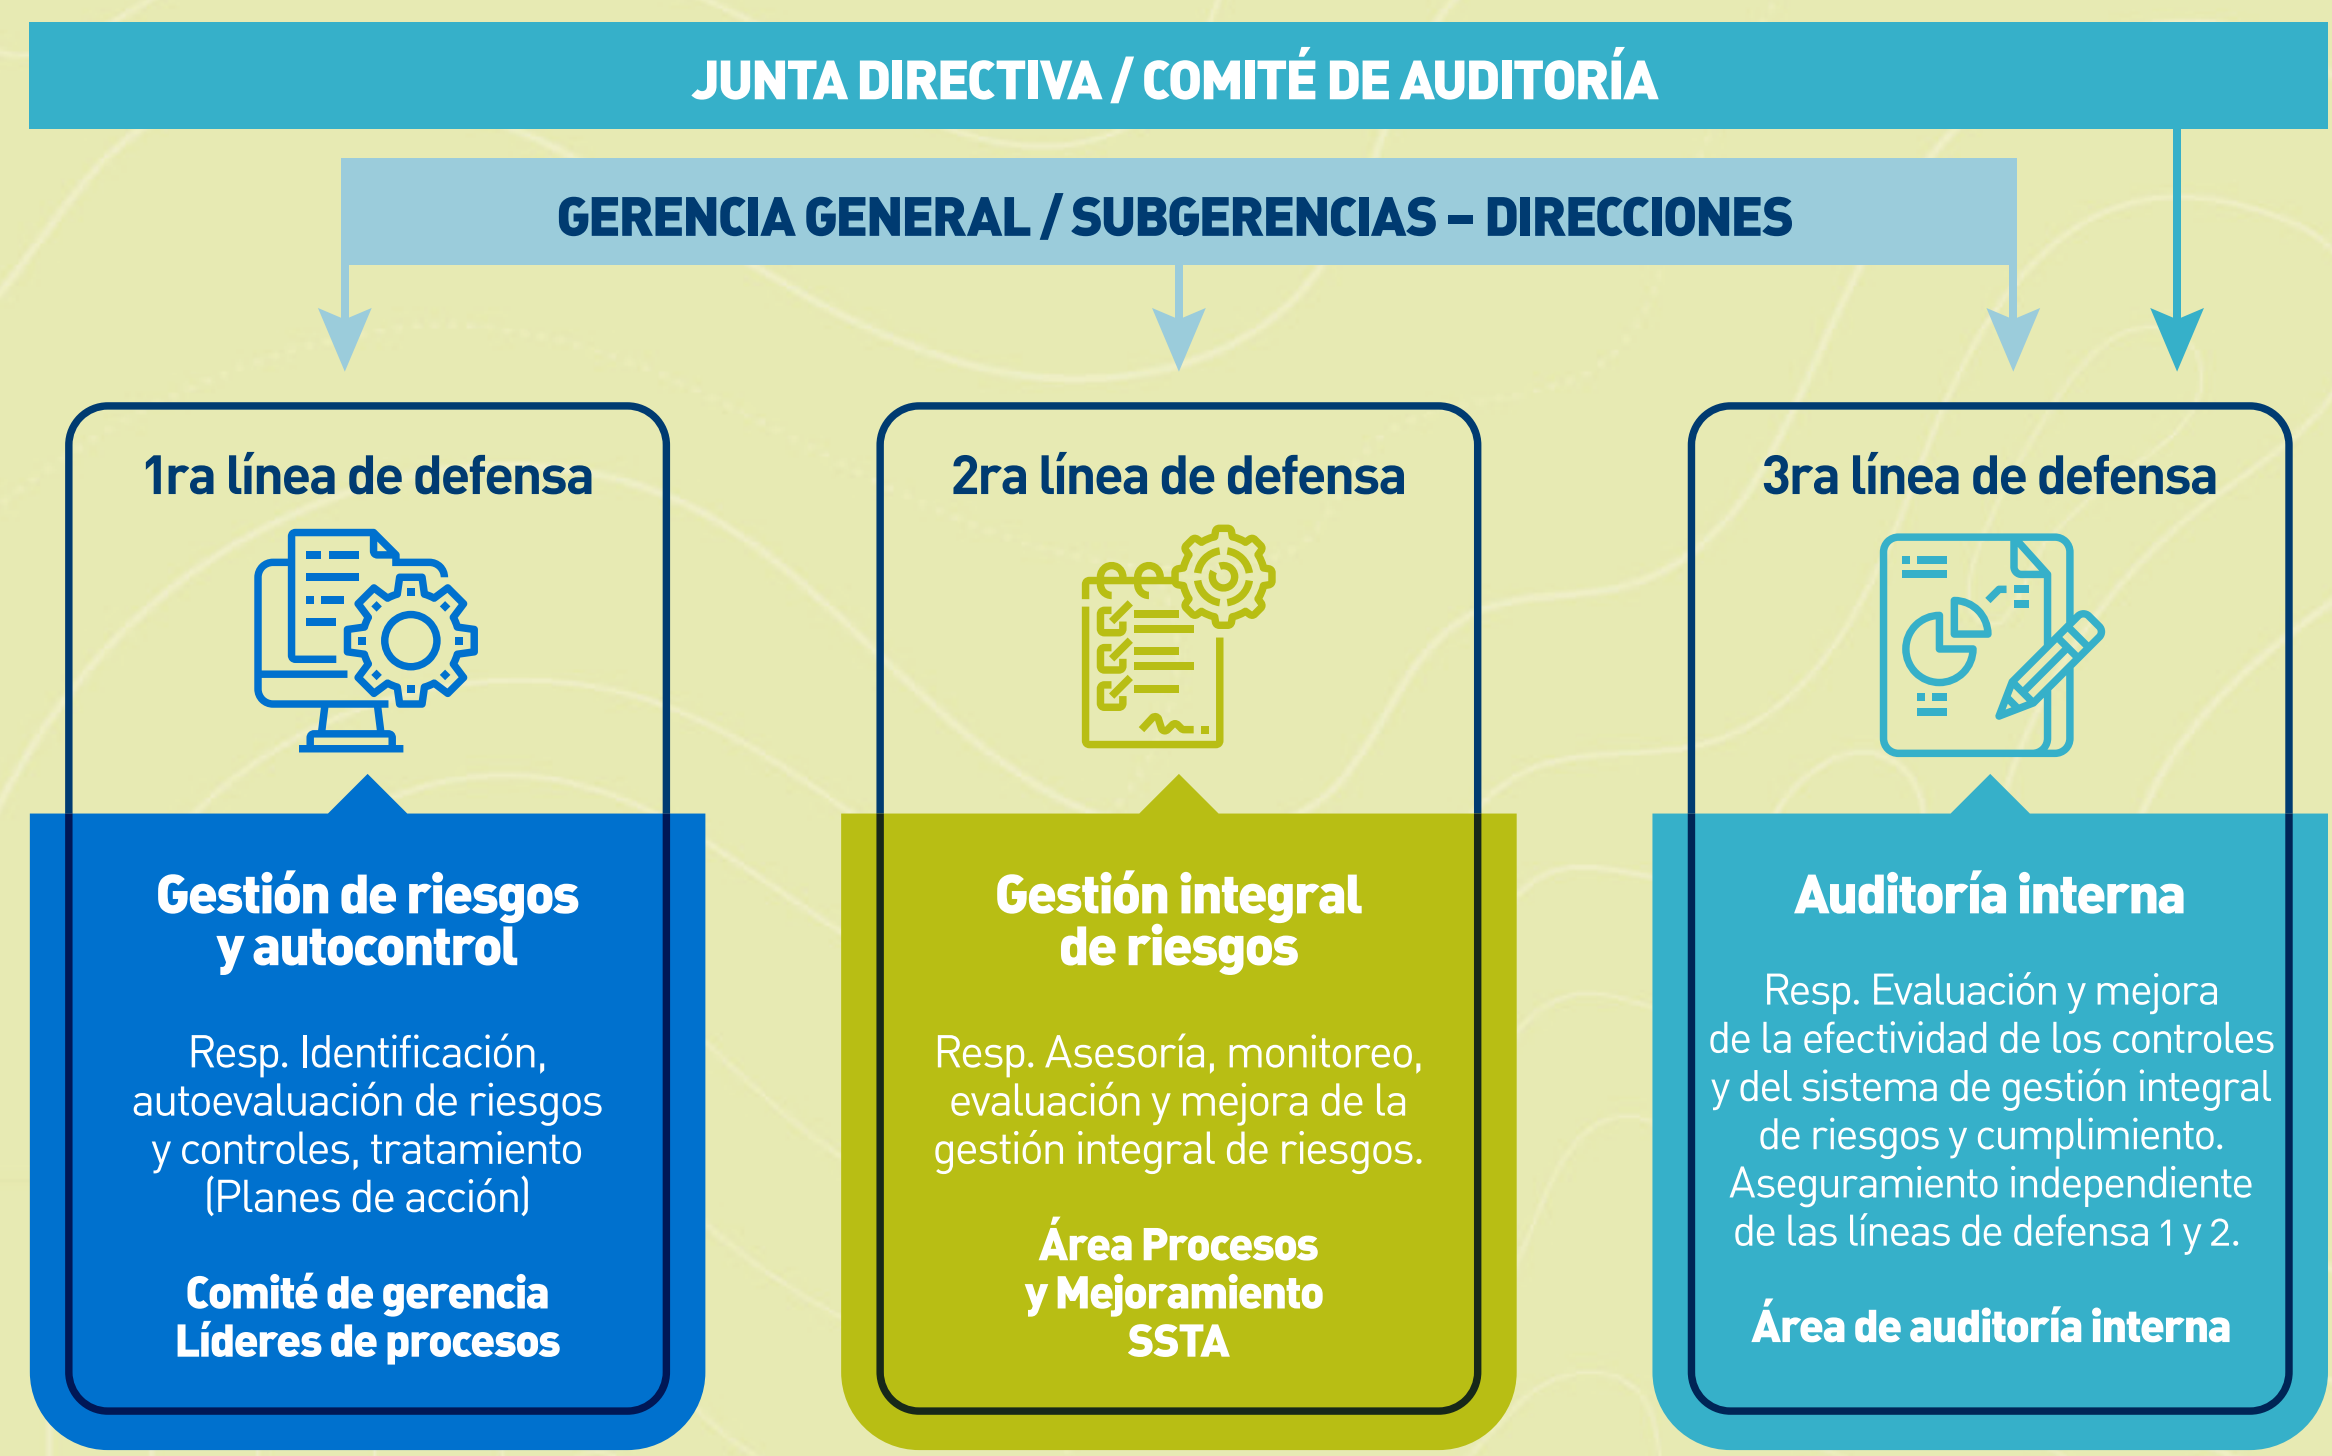 JUNTA DIRECTIVA / COMITÉ DE AUDITORÍA
GERENCIA GENERAL / SUBGERENCIAS – DIRECCIONES
1ra línea de defensa
Gestión de riesgos
y autocontrol
Resp. Identificación,
autoevaluación de riesgos
y controles, tratamiento
(Planes de acción)
Comité de gerencia
Líderes de procesos
2ra línea de defensa
Gestión integral
de riesgos
Resp. Asesoría, monitoreo,
evaluación y mejora de la
gestión integral de riesgos.
Área Procesos
y Mejoramiento
SSTA
3ra línea de defensa
Auditoría interna
Resp. Evaluación y mejora
de la efectividad de los controles
y del sistema de gestión integral
de riesgos y cumplimiento.
Aseguramiento independiente
de las líneas de defensa 1 y 2.
Área de auditoría interna